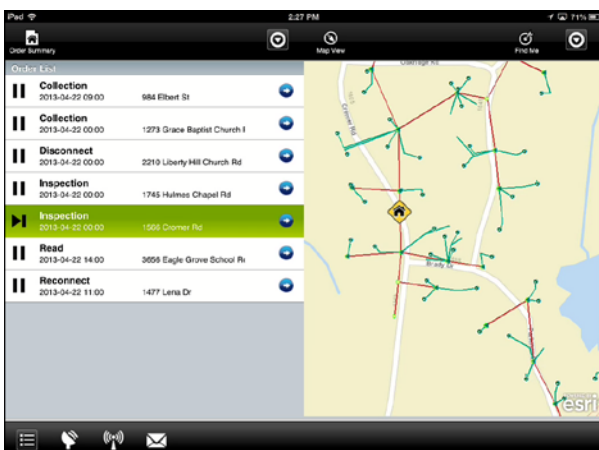 iPad
2:27 PM
71%
Order Summary
Map View
Find Me
Order List
Collection
2013-04-22 09:00 984 Elbert St
Collection
2013-04-22 00:00 1273 Grace Baptist Church
Disconnect
2013-04-22 00:00 2210 Liberty Hill Church Rd
Inspection
2013-04-22 00:00 1745 Hulmes Chapel Rd
Inspection
2013-04-22 00:00 1566 Cromer Rd
Read
2013-04-22 14:00 3656 Eagle Grove School
Reconnect
2013-04-22 11:00 1477 Lena Dr
Oakridge Rd
Cromer Rd
Brady Dr
esri